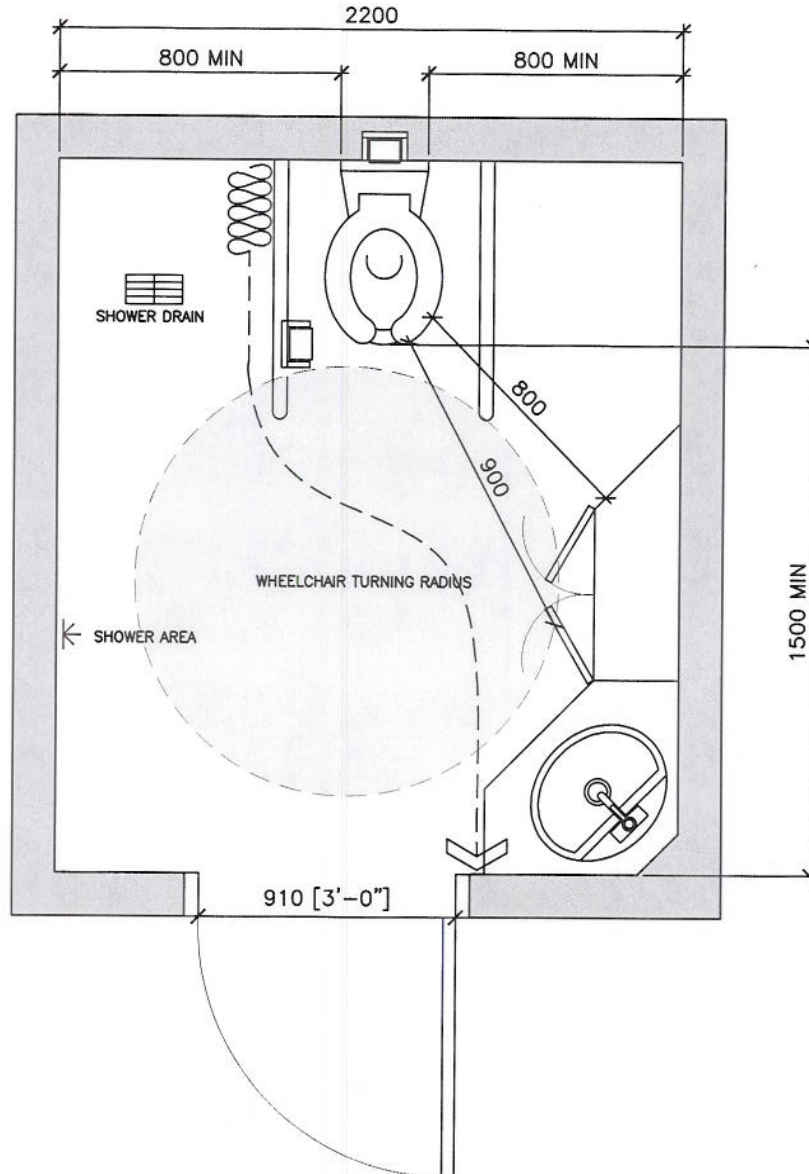 2200
800 MIN
800 MIN
SHOWER DRAIN
800
900
WHEELCHAIR TURNING RADIUS
1500 MIN
SHOWER AREA
910 [3'-0"]